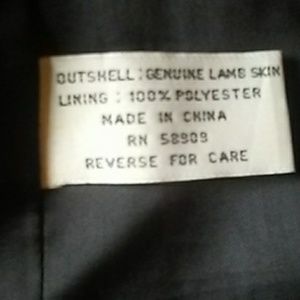 OUTSHELL : GENUINE LAMB SKIN
LINING : 100% POLYESTER
MADE IN CHINA
RN 58909
REVERSE FOR CARE